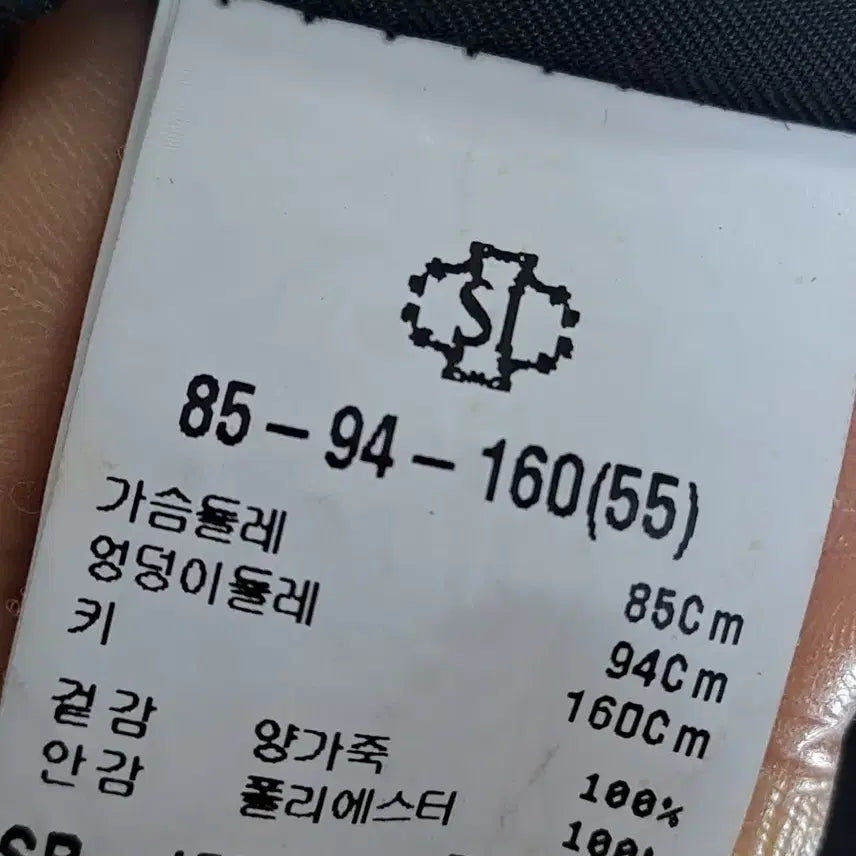 85-94-160(55)
가슴둘레 85Cm
엉덩이둘레 94Cm
키 160Cm
겉감 양가죽 100%
안감 폴리에스터 100%